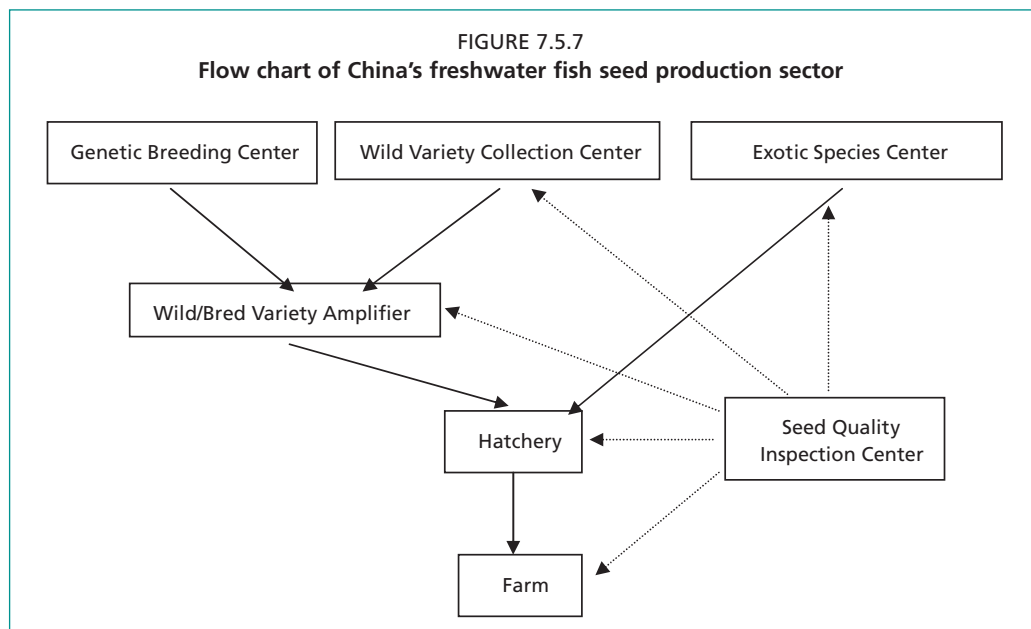 FIGURE 7.5.7
Flow chart of China's freshwater fish seed production sector
Genetic Breeding Center
Wild Variety Collection Center
Exotic Species Center
Wild/Bred Variety Amplifier
Hatchery
Seed Quality
Inspection Center
Farm